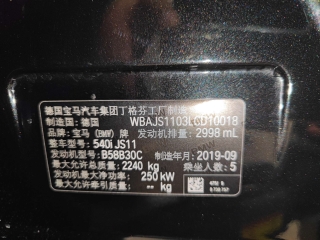 德国宝马汽车集团丁格芬工厂制造
制造国: 德国 WBAJS1103LCD10018
品牌: 宝马 (BMW) 牌 发动机排量: 2998 mL
整车型号: 540i JS11
发动机型号: B58B30C 制造年月: 2019-09
最大允许总质量: 2240 kg 乘坐人数: 5
发动机最大净功率: 250 kW
最大允许牵引质量: -- kg